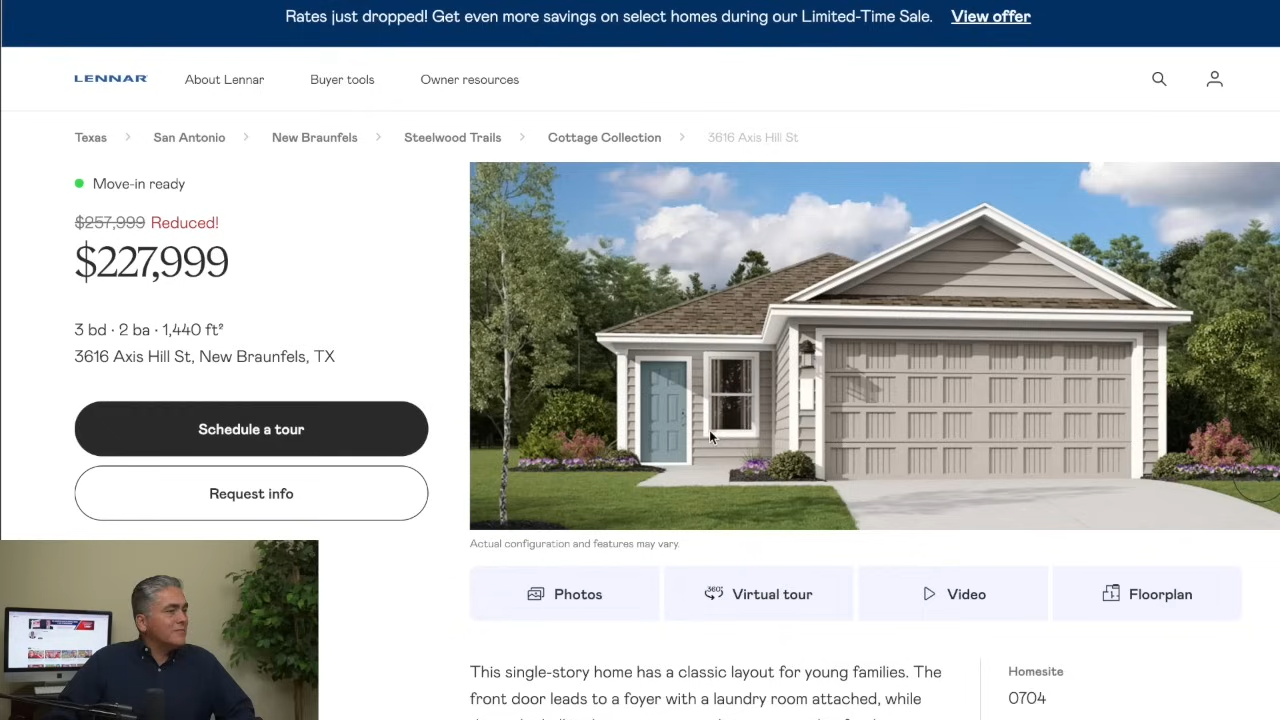 Rates just dropped! Get even more savings on select homes during our Limited-Time Sale. View offer
LENNAR About Lennar Buyer tools Owner resources
Texas San Antonio New Braunfels Steelwood Trails Cottage Collection 3616 Axis Hill St
Move-in ready
$257,999 Reduced!
$227,999
3 bd · 2 ba · 1,440 ft²
3616 Axis Hill St, New Braunfels, TX
Schedule a tour
Request info
Actual configuration and features may vary.
Photos 360° Virtual tour Video Floorplan
This single-story home has a classic layout for young families. The
front door leads to a foyer with a laundry room attached, while
Homesite
0704